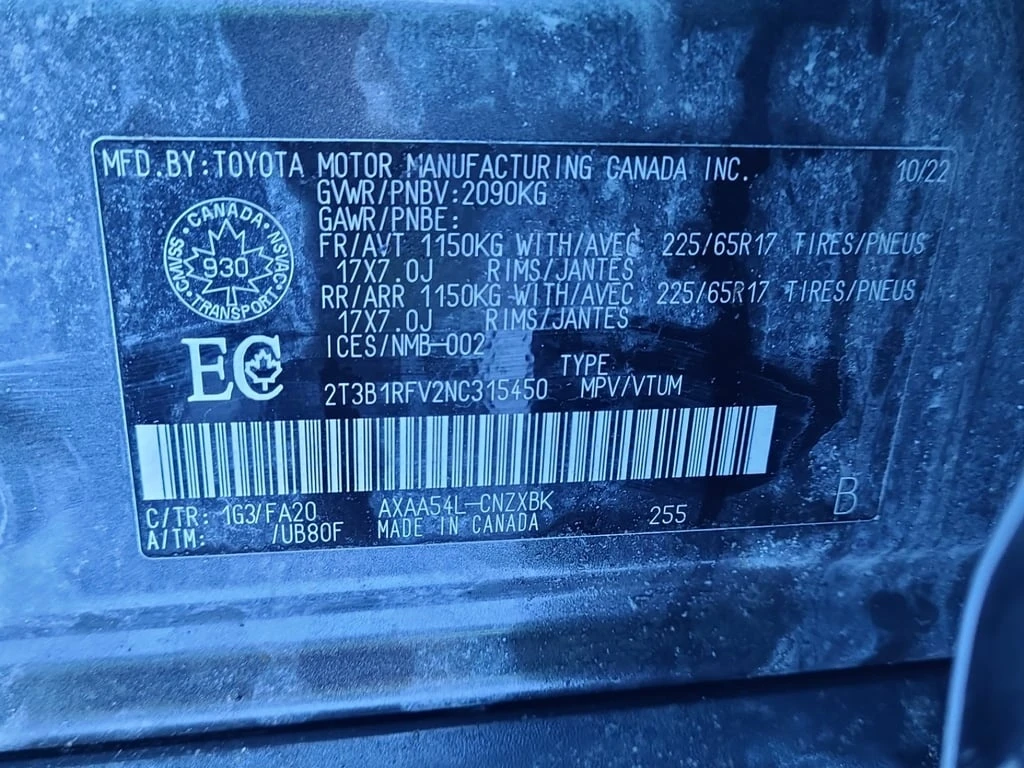 MFD.BY:TOYOTA MOTOR MANUFACTURING CANADA INC. 10/22
GVWR/PNBV:2090KG
GAWR/PNBE:
FR/AVT 1150KG WITH/AVEC 225/65R17 TIRES/PNEUS
17X7.0J RIMS/JANTES
RR/ARR 1150KG WITH/AVEC 225/65R17 TIRES/PNEUS
17X7.0J RIMS/JANTES
ICES/NMB-002
CANADA
CMVSS 930 NSVAC
TRANSPORT
EC
TYPE
2T3B1RFV2NC315450 MPV/VTUM
C/TR: 1G3/FA20 AXAA54L-CNZXBK 255 B
A/TM: /UB80F MADE IN CANADA